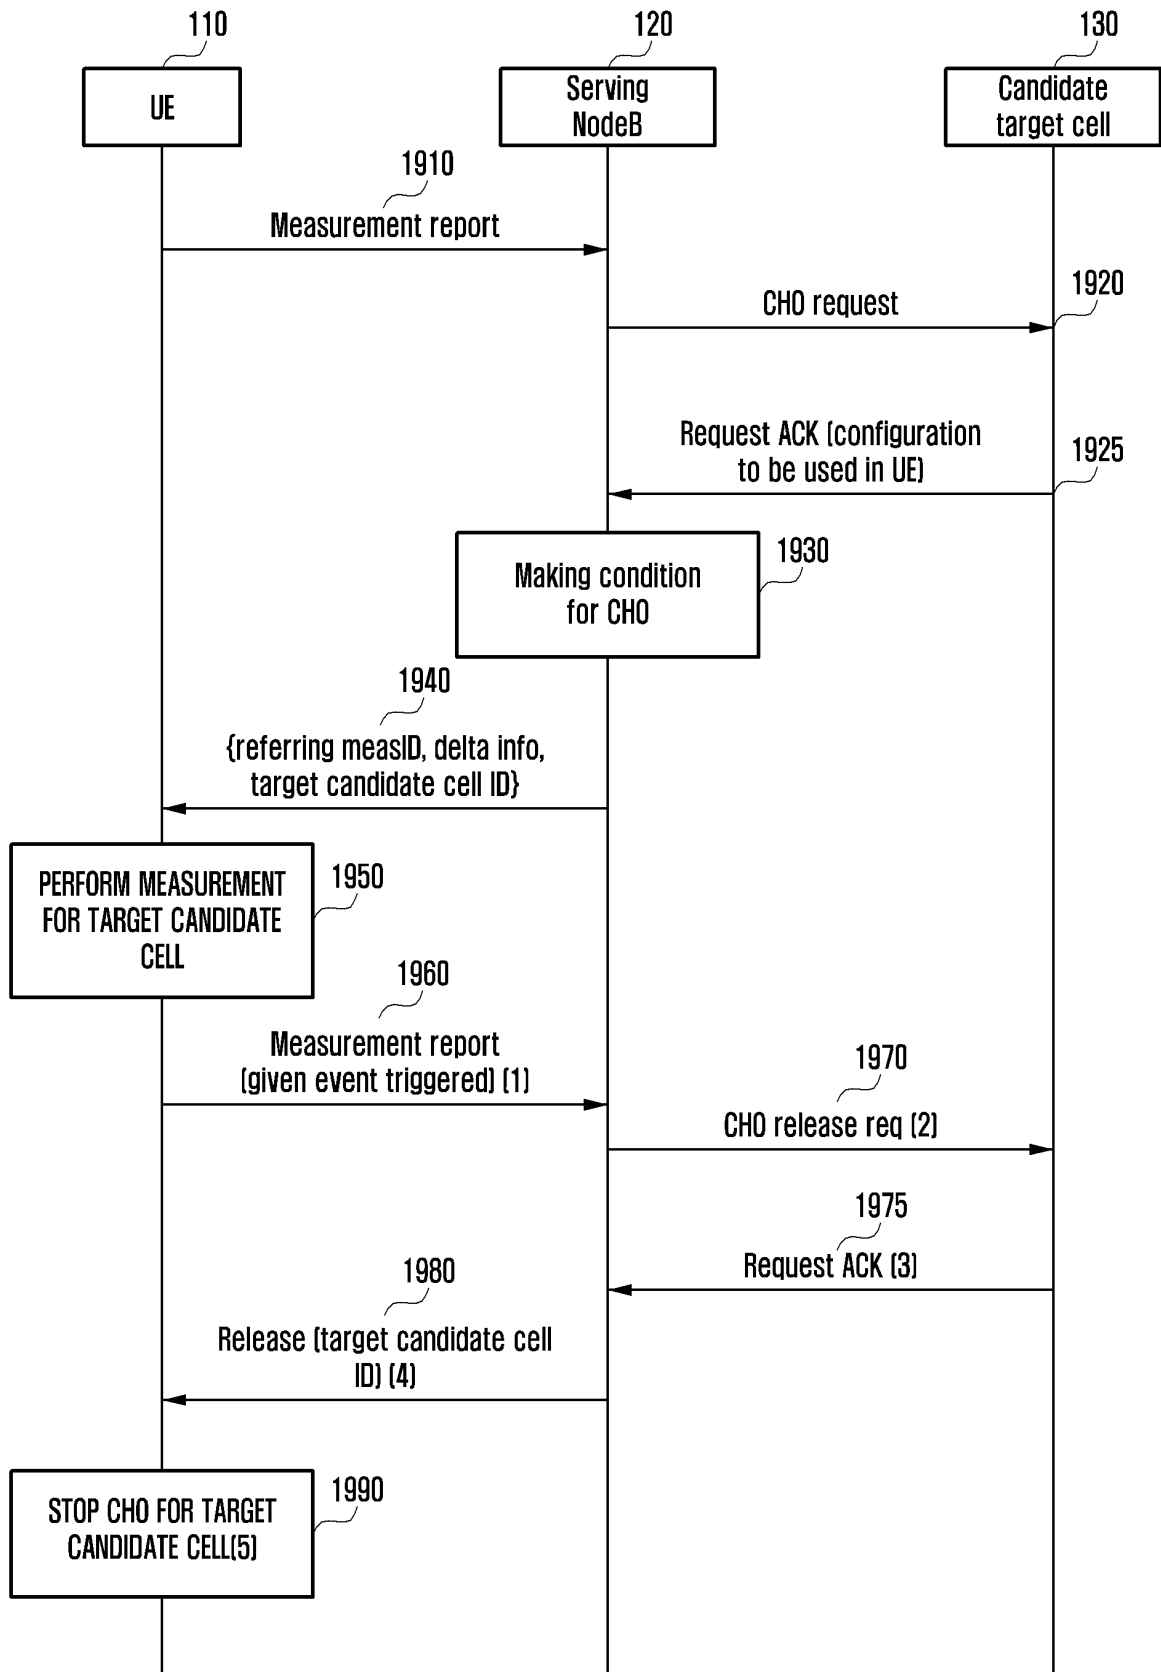 110
120
130
UE
Serving
NodeB
Candidate
target cell
1910
Measurement report
1920
CHO request
Request ACK (configuration
to be used in UE)
1925
1930
Making condition
for CHO
1940
{referring measID, delta info,
target candidate cell ID}
1950
PERFORM MEASUREMENT
FOR TARGET CANDIDATE
CELL
1960
Measurement report
(given event triggered) (1)
1970
CHO release req (2)
1975
Request ACK (3)
1980
Release (target candidate cell
ID) (4)
1990
STOP CHO FOR TARGET
CANDIDATE CELL(5)